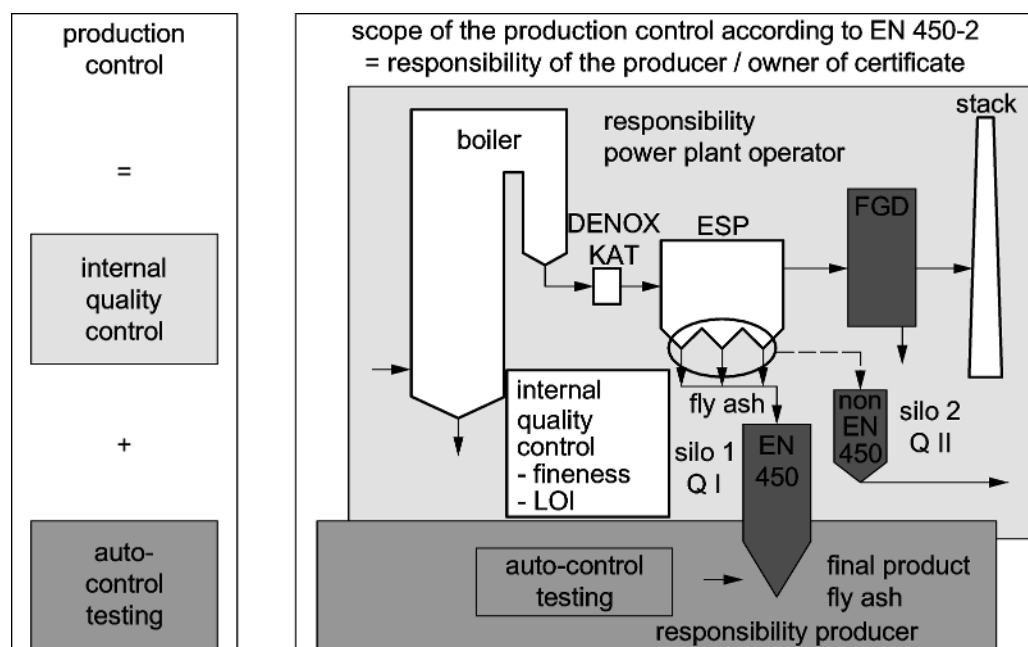 production
control
=
internal
quality
control
+
auto-
control
testing
scope of the production control according to EN 450-2
= responsibility of the producer / owner of certificate
stack
boiler
responsibility
power plant operator
FGD
DENOX
KAT
ESP
internal
quality
control
- fineness
- LOI
fly ash
silo 1
Q I
EN
450
non
EN
450
silo 2
Q II
auto-control
testing
final product
fly ash
responsibility producer